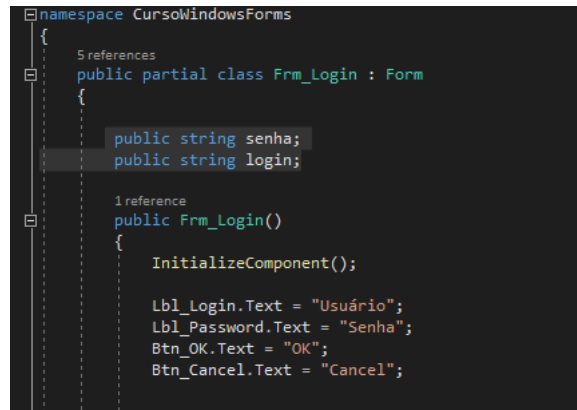 namespace CursoWindowsForms
{
5 references
public partial class Frm_Login : Form
{
public string senha;
public string login;
1 reference
public Frm_Login()
{
InitializeComponent();
Lbl_Login.Text = "Usuário";
Lbl_Password.Text = "Senha";
Btn_OK.Text = "OK";
Btn_Cancel.Text = "Cancel";